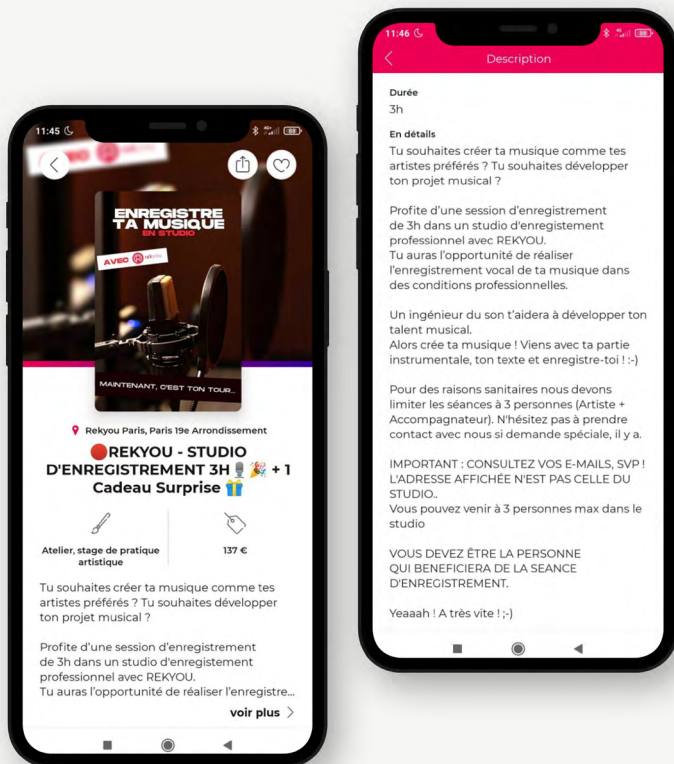 11:45
ENREGISTRE
TA MUSIQUE
EN STUDIO
AVEC
MAINTENANT, C'EST TON TOUR...
Rekyou Paris, Paris 19e Arrondissement
🔴REKYOU - STUDIO
D'ENREGISTREMENT 3H🎙️🎉 + 1
Cadeau Surprise 🎁
Atelier, stage de pratique
artistique
137 €
Tu souhaites créer ta musique comme tes
artistes préférés ? Tu souhaites développer
ton projet musical ?
Profite d'une session d'enregistrement
de 3h dans un studio d'enregistement
professionnel avec REKYOU.
Tu auras l'opportunité de réaliser l'enregistre...
voir plus >
11:46
Description
Durée
3h
En détails
Tu souhaites créer ta musique comme tes
artistes préférés ? Tu souhaites développer
ton projet musical ?
Profite d'une session d'enregistrement
de 3h dans un studio d'enregistement
professionnel avec REKYOU.
Tu auras l'opportunité de réaliser
l'enregistrement vocal de ta musique dans
des conditions professionnelles.
Un ingénieur du son t'aidera à développer ton
talent musical.
Alors crée ta musique ! Viens avec ta partie
instrumentale, ton texte et enregistre-toi ! :-)
Pour des raisons sanitaires nous devons
limiter les séances à 3 personnes (Artiste +
Accompagnateur). N'hésitez pas à prendre
contact avec nous si demande spéciale, il y a.
IMPORTANT : CONSULTEZ VOS E-MAILS, SVP !
L'ADRESSE AFFICHÉE N'EST PAS CELLE DU
STUDIO..
Vous pouvez venir à 3 personnes max dans le
studio
VOUS DEVEZ ÊTRE LA PERSONNE
QUI BENEFICIERA DE LA SEANCE
D'ENREGISTREMENT.
Yeaaah ! A très vite ! ;-)